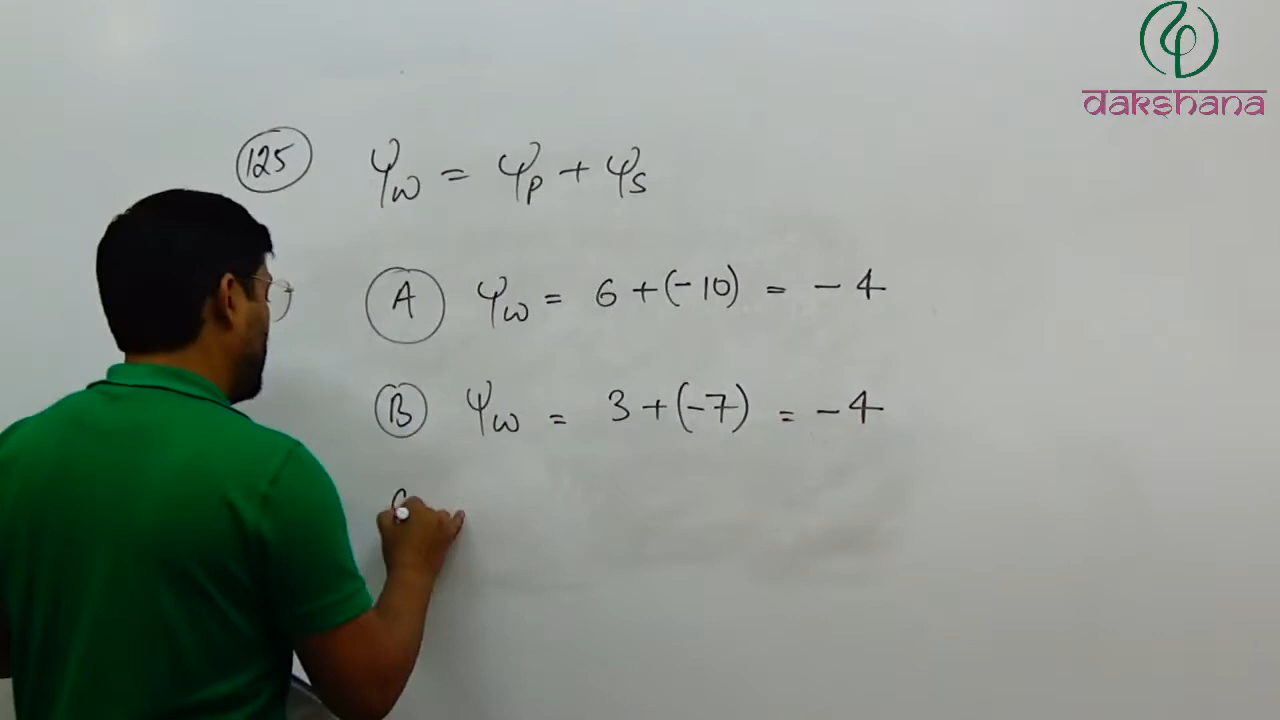 dakshana
125 ψw = ψp + ψs
A ψw = 6 + (-10) = -4
B ψw = 3 + (-7) = -4